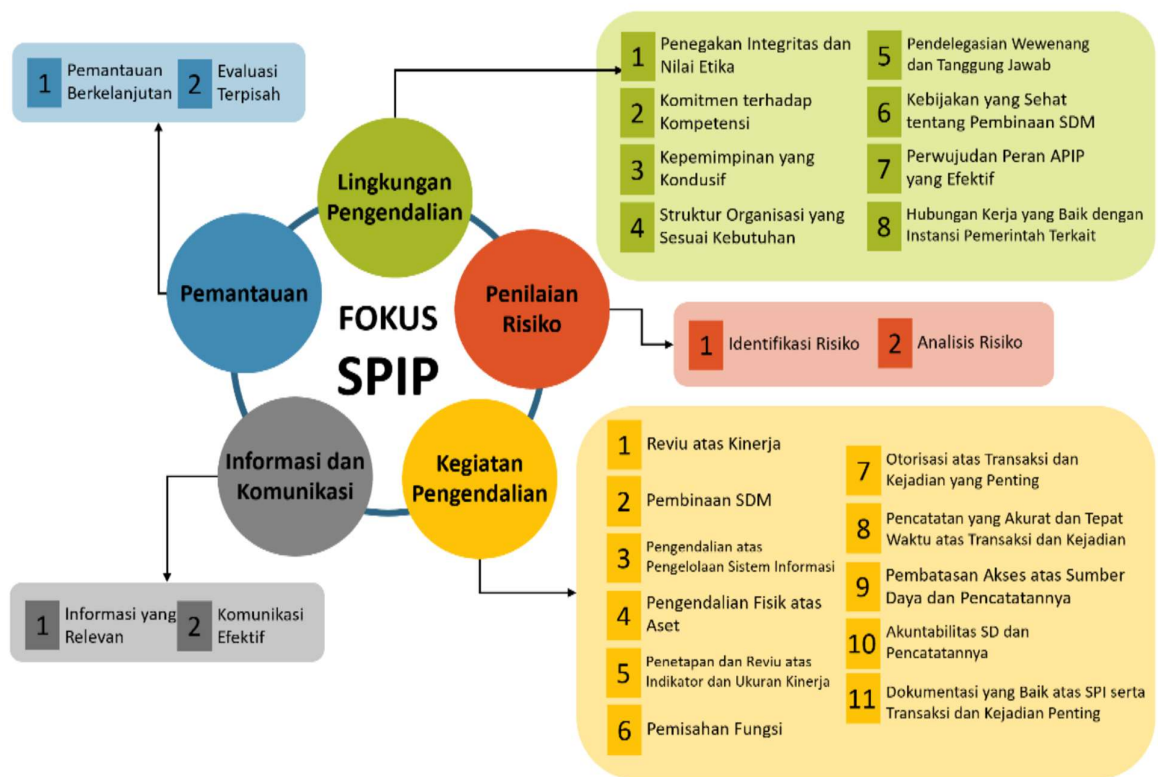 FOKUS
SPIP
Lingkungan
Pengendalian
1 Penegakan Integritas dan
Nilai Etika
2 Komitmen terhadap
Kompetensi
3 Kepemimpinan yang
Kondusif
4 Struktur Organisasi yang
Sesuai Kebutuhan
5 Pendelegasian Wewenang
dan Tanggung Jawab
6 Kebijakan yang Sehat
tentang Pembinaan SDM
7 Perwujudan Peran APIP
yang Efektif
8 Hubungan Kerja yang Baik dengan
Instansi Pemerintah Terkait
Penilaian
Risiko
1 Identifikasi Risiko
2 Analisis Risiko
Kegiatan
Pengendalian
1 Reviu atas Kinerja
2 Pembinaan SDM
3 Pengendalian atas
Pengelolaan Sistem Informasi
4 Pengendalian Fisik atas
Aset
5 Penetapan dan Reviu atas
Indikator dan Ukuran Kinerja
6 Pemisahan Fungsi
7 Otorisasi atas Transaksi dan
Kejadian yang Penting
8 Pencatatan yang Akurat dan Tepat
Waktu atas Transaksi dan Kejadian
9 Pembatasan Akses atas Sumber
Daya dan Pencatatannya
10 Akuntabilitas SD dan
Pencatatannya
11 Dokumentasi yang Baik atas SPI serta
Transaksi dan Kejadian Penting
Informasi dan
Komunikasi
1 Informasi yang
Relevan
2 Komunikasi
Efektif
Pemantauan
1 Pemantauan
Berkelanjutan
2 Evaluasi
Terpisah